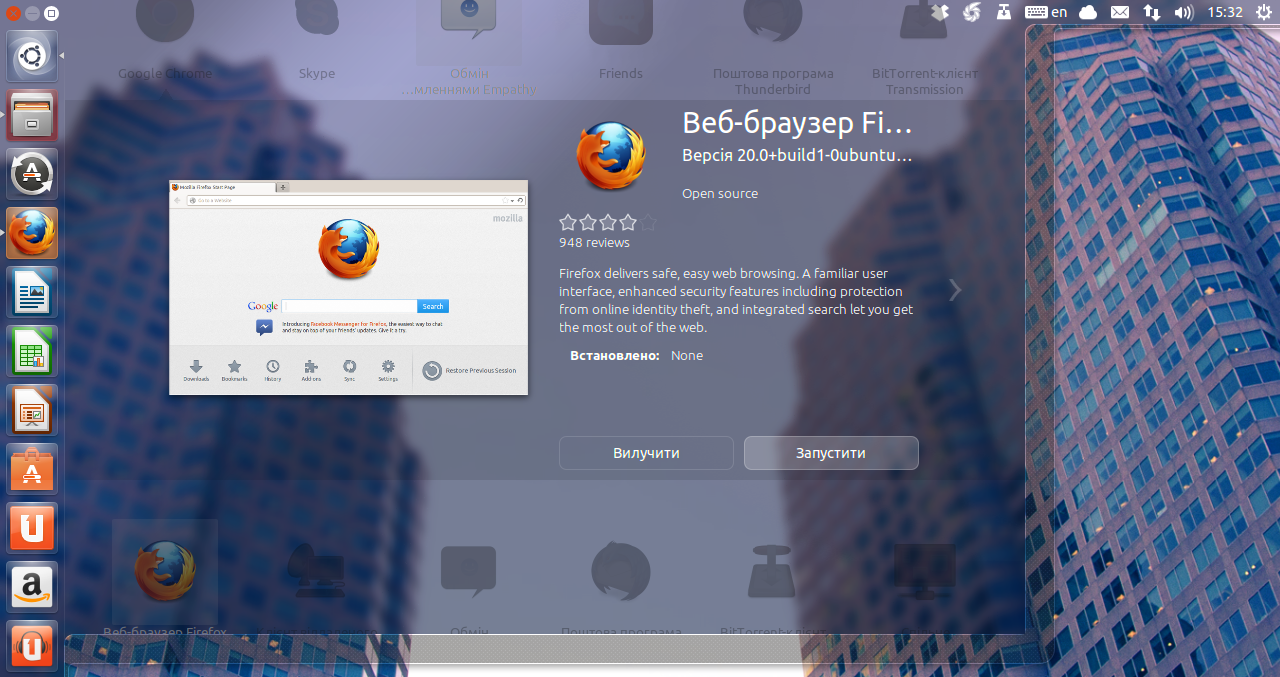 en
15:32
Google Chrome
Skype
Обмін
…мленнями Empathy
Friends
Поштова програма
Thunderbird
BitTorrent-клієнт
Transmission
Веб-браузер Fi…
Версія 20.0+build1-0ubuntu…
Open source
948 reviews
Firefox delivers safe, easy web browsing. A familiar user
interface, enhanced security features including protection
from online identity theft, and integrated search let you get
the most out of the web.
Встановлено: None
Вилучити
Запустити
Mozilla Firefox Start Page
Go to a Website
mozilla
Google
Search
Introducing Facebook Messenger for Firefox, the easiest way to chat
and stay on top of your friends' updates. Give it a try.
Downloads
Bookmarks
History
Add-ons
Sync
Settings
Restore Previous Session
Веб-браузер Firefox
Обмін
Поштова програма
BitTorrent-клієнт